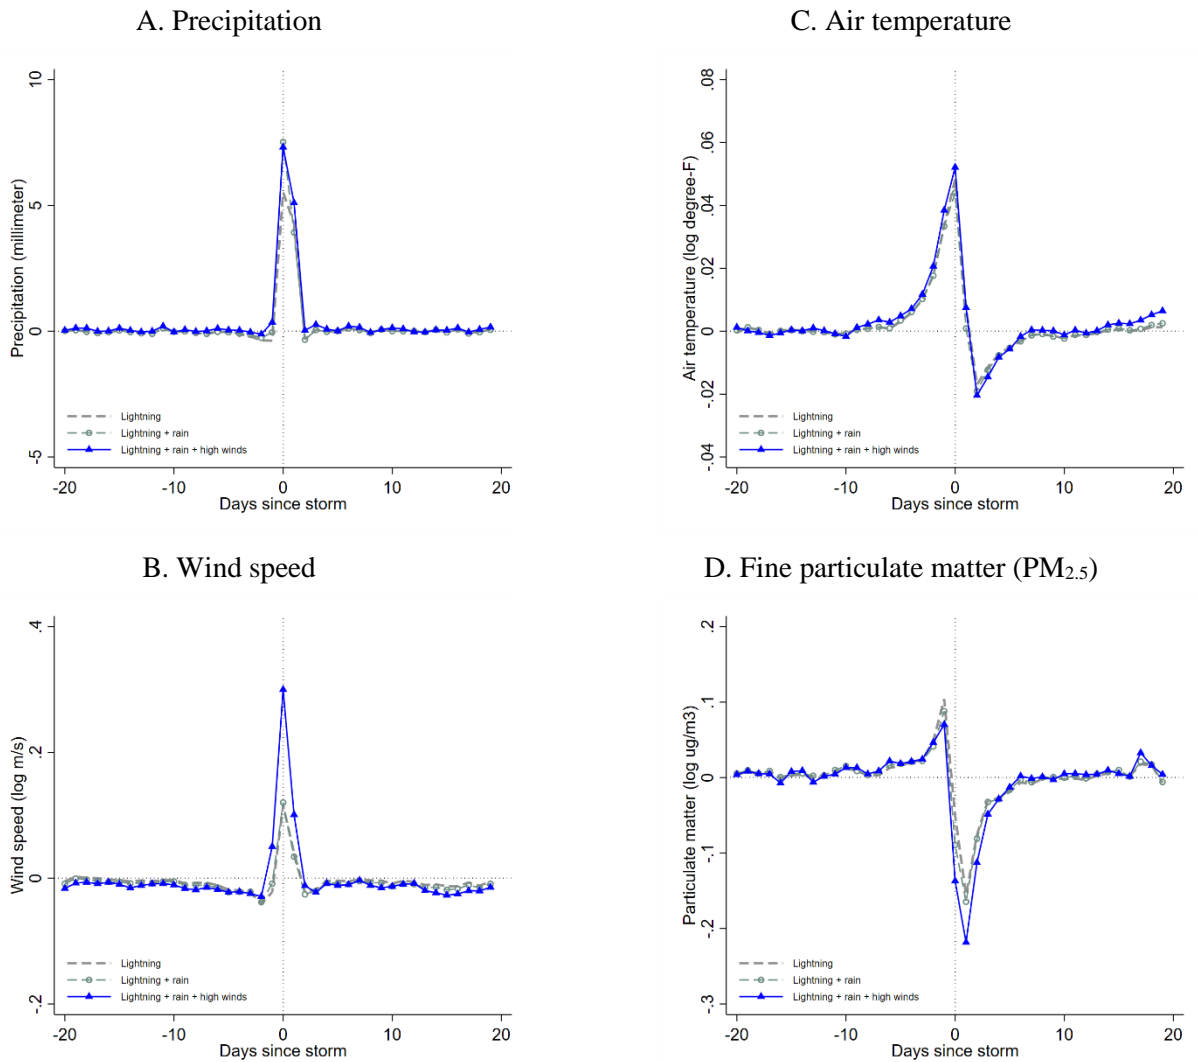 A. Precipitation
10
5
0
-5
Precipitation (millimeter)
Lightning
Lightning + rain
Lightning + rain + high winds
-20 -10 0 10 20
Days since storm
C. Air temperature
.08
.06
.04
.02
0
-.02
-.04
Air temperature (log degree-F)
Lightning
Lightning + rain
Lightning + rain + high winds
-20 -10 0 10 20
Days since storm
B. Wind speed
.4
.2
0
-.2
Wind speed (log m/s)
Lightning
Lightning + rain
Lightning + rain + high winds
-20 -10 0 10 20
Days since storm
D. Fine particulate matter (PM2.5)
.2
.1
0
-.1
-.2
-.3
Particulate matter (log ug/m3)
Lightning
Lightning + rain
Lightning + rain + high winds
-20 -10 0 10 20
Days since storm